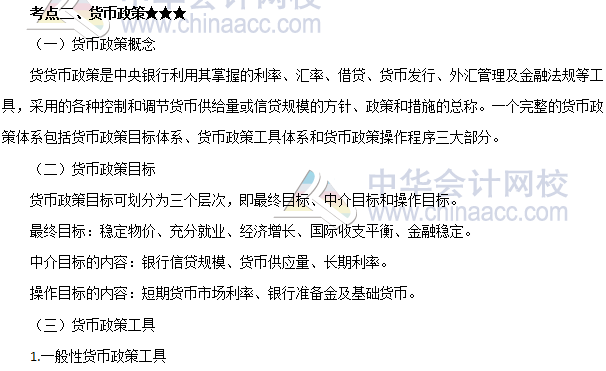 考点二、货币政策★★★
（一）货币政策概念
货货币政策是中央银行利用其掌握的利率、汇率、借贷、货币发行、外汇管理及金融法规等工
具，采用的各种控制和调节货币供给量或信贷规模的方针、政策和措施的总称。一个完整的货币政
策体系包括货币政策目标体系、货币政策工具体系和货币政策操作程序三大部分。
（二）货币政策目标
货币政策目标可划分为三个层次，即最终目标、中介目标和操作目标。
最终目标：稳定物价、充分就业、经济增长、国际收支平衡、金融稳定。
中介目标的内容：银行信贷规模、货币供应量、长期利率。
操作目标的内容：短期货币市场利率、银行准备金及基础货币。
（三）货币政策工具
1.一般性货币政策工具
中华会计网校
www.chinaacc.com
中华会计网校
www.chinaacc.com